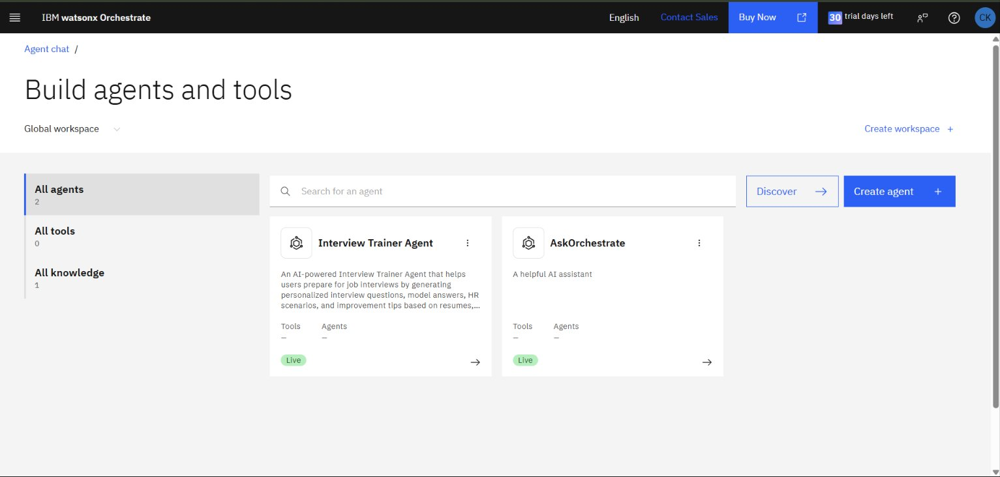 IBM watsonx Orchestrate
English
Contact Sales
Buy Now
30 trial days left
CK
Agent chat /
Build agents and tools
Global workspace
Create workspace +
All agents
2
All tools
0
All knowledge
1
Search for an agent
Discover
Create agent +
Interview Trainer Agent
An AI-powered Interview Trainer Agent that helps
users prepare for job interviews by generating
personalized interview questions, model answers, HR
scenarios, and improvement tips based on resumes,...
Tools Agents
– –
Live
AskOrchestrate
A helpful AI assistant
Tools Agents
– –
Live